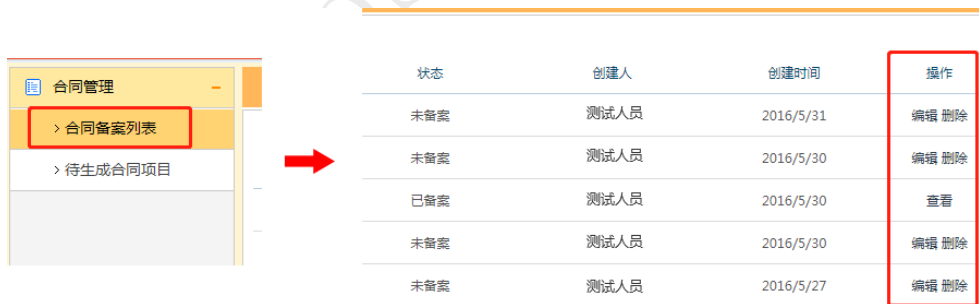 合同管理
> 合同备案列表
> 待生成合同项目
状态 创建人 创建时间 操作
未备案 测试人员 2016/5/31 编辑 删除
未备案 测试人员 2016/5/30 编辑 删除
已备案 测试人员 2016/5/30 查看
未备案 测试人员 2016/5/30 编辑 删除
未备案 测试人员 2016/5/27 编辑 删除